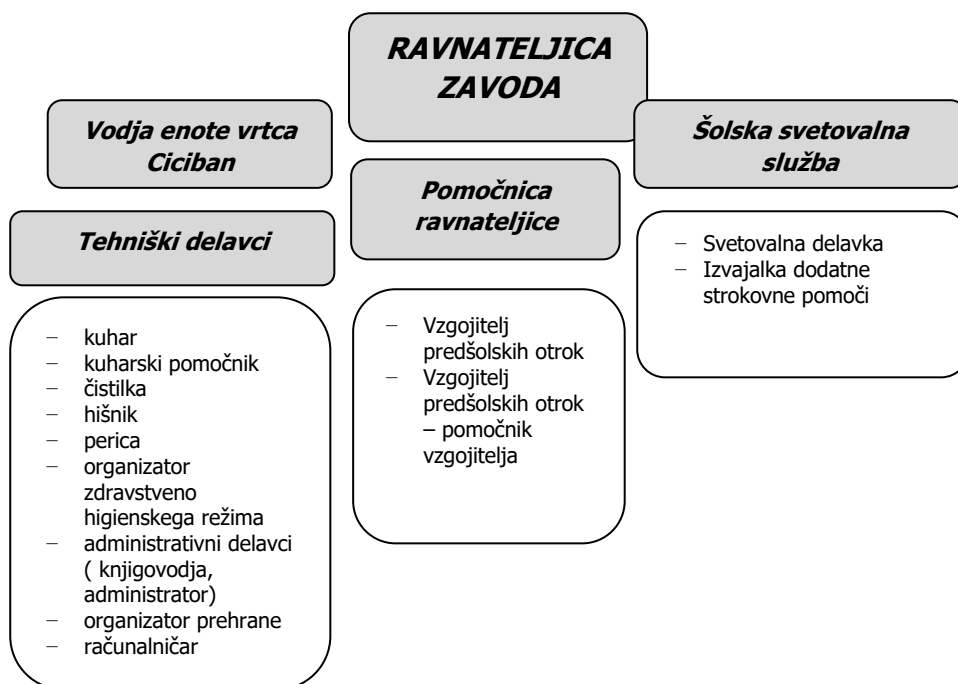 RAVNATELJICA
ZAVODA
Vodja enote vrtca
Ciciban
Šolska svetovalna
služba
Pomočnica
ravnateljice
Tehniški delavci
– kuhar
– kuharski pomočnik
– čistilka
– hišnik
– perica
– organizator
zdravstveno
higienskega režima
– administrativni delavci
( knjigovodja,
administrator)
– organizator prehrane
– računalničar
– Vzgojitelj
predšolskih otrok
– Vzgojitelj
predšolskih otrok
– pomočnik
vzgojitelja
– Svetovalna delavka
– Izvajalka dodatne
strokovne pomoči